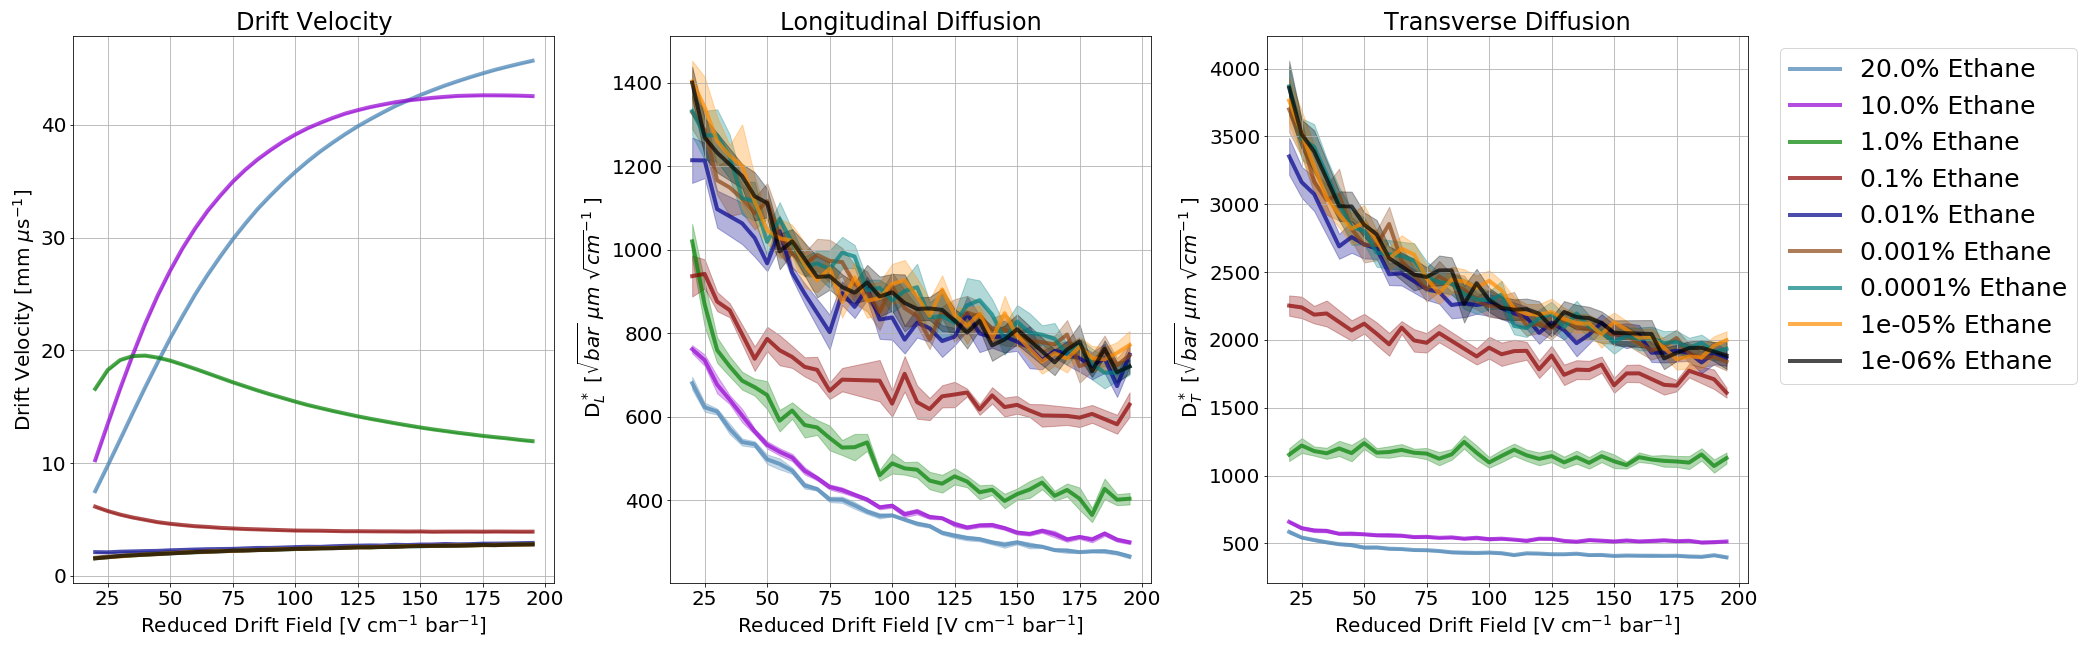 Drift Velocity
Drift Velocity [mm μs⁻¹]
0
10
20
30
40
25 50 75 100 125 150 175 200
Reduced Drift Field [V cm⁻¹ bar⁻¹]
Longitudinal Diffusion
D_L^* [√bar μm √cm⁻¹ ]
400
600
800
1000
1200
1400
25 50 75 100 125 150 175 200
Reduced Drift Field [V cm⁻¹ bar⁻¹]
Transverse Diffusion
D_T^* [√bar μm √cm⁻¹ ]
500
1000
1500
2000
2500
3000
3500
4000
25 50 75 100 125 150 175 200
Reduced Drift Field [V cm⁻¹ bar⁻¹]
20.0% Ethane
10.0% Ethane
1.0% Ethane
0.1% Ethane
0.01% Ethane
0.001% Ethane
0.0001% Ethane
1e-05% Ethane
1e-06% Ethane